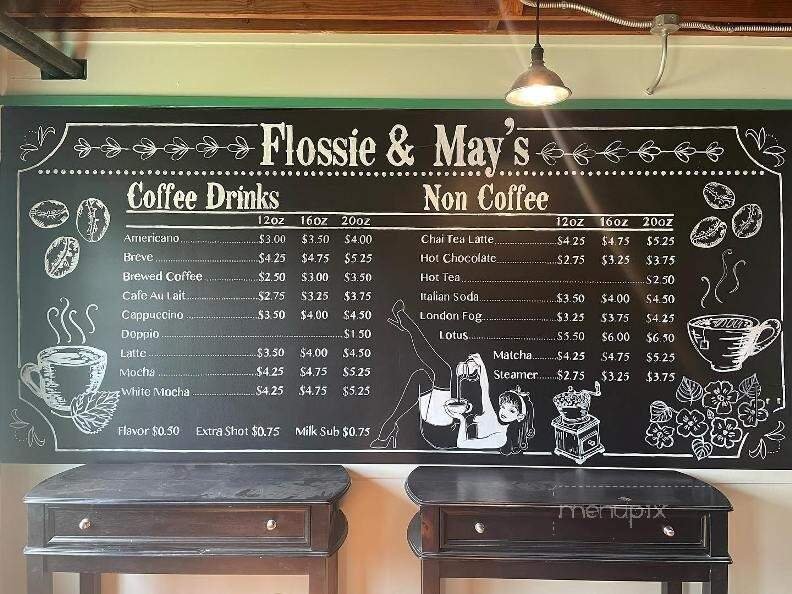 Flossie & May's
Coffee Drinks
12oz 16oz 20oz
Americano $3.00 $3.50 $4.00
Breve $4.25 $4.75 $5.25
Brewed Coffee $2.50 $3.00 $3.50
Cafe Au Lait $2.75 $3.25 $3.75
Cappuccino $3.50 $4.00 $4.50
Doppio $1.50
Latte $3.50 $4.00 $4.50
Mocha $4.25 $4.75 $5.25
White Mocha $4.25 $4.75 $5.25
Flavor $0.50 Extra Shot $0.75 Milk Sub $0.75
Non Coffee
12oz 16oz 20oz
Chai Tea Latte $4.25 $4.75 $5.25
Hot Chocolate $2.75 $3.25 $3.75
Hot Tea $2.50
Italian Soda $3.50 $4.00 $4.50
London Fog $3.25 $3.75 $4.25
Lotus $5.50 $6.00 $6.50
Matcha $4.25 $4.75 $5.25
Steamer $2.75 $3.25 $3.75
menupix